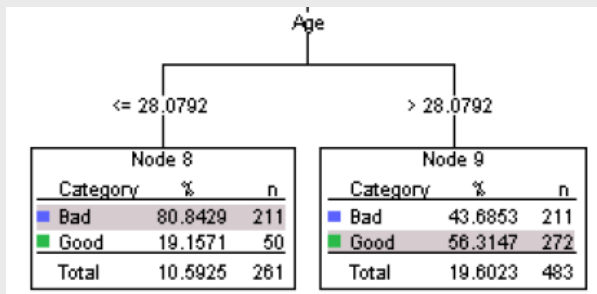 Age
<= 28.0792
> 28.0792
Node 8
Category % n
Bad 80.8429 211
Good 19.1571 50
Total 10.5925 261
Node 9
Category % n
Bad 43.6853 211
Good 56.3147 272
Total 19.6023 483